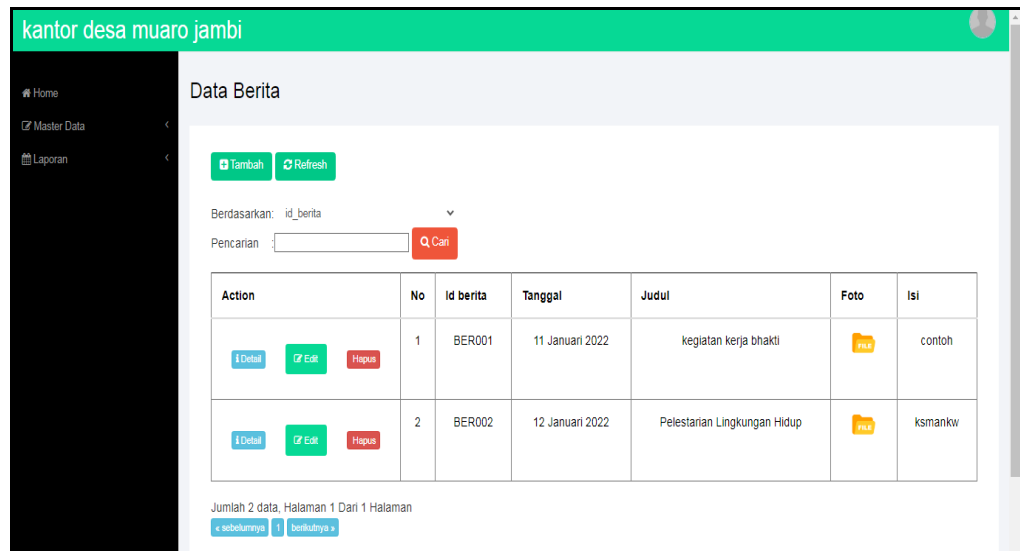 kantor desa muaro jambi
Home
Master Data
Laporan
Data Berita
Tambah Refresh
Berdasarkan: id_berita
Pencarian : Cari
Action No Id berita Tanggal Judul Foto Isi
Detail Edit Hapus 1 BER001 11 Januari 2022 kegiatan kerja bhakti FILE contoh
Detail Edit Hapus 2 BER002 12 Januari 2022 Pelestarian Lingkungan Hidup FILE ksmankw
Jumlah 2 data, Halaman 1 Dari 1 Halaman
« sebelumnya 1 berikutnya »